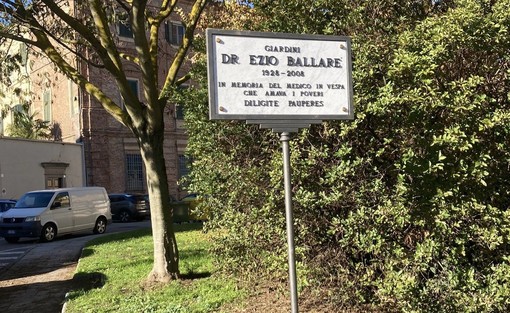 GIARDINI
DR. EZIO BALLARE
1928-2008
IN MEMORIA DEL MEDICO IN VESPA
CHE AMAVA I POVERI
DILIGITE PAUPERES